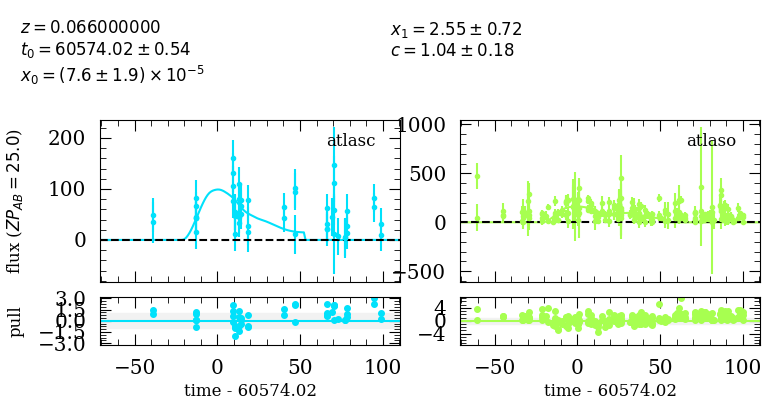 z = 0.066000000
t₀ = 60574.02 ± 0.54
x₀ = (7.6 ± 1.9) × 10⁻⁵
x₁ = 2.55 ± 0.72
c = 1.04 ± 0.18
atlasc
200
100
0
flux (ZP_AB = 25.0)
atlaso
1000
500
0
−500
3.0
1.5
0.0
−1.5
−3.0
pull
−50 0 50 100
time - 60574.02
4
0
−4
−50 0 50 100
time - 60574.02